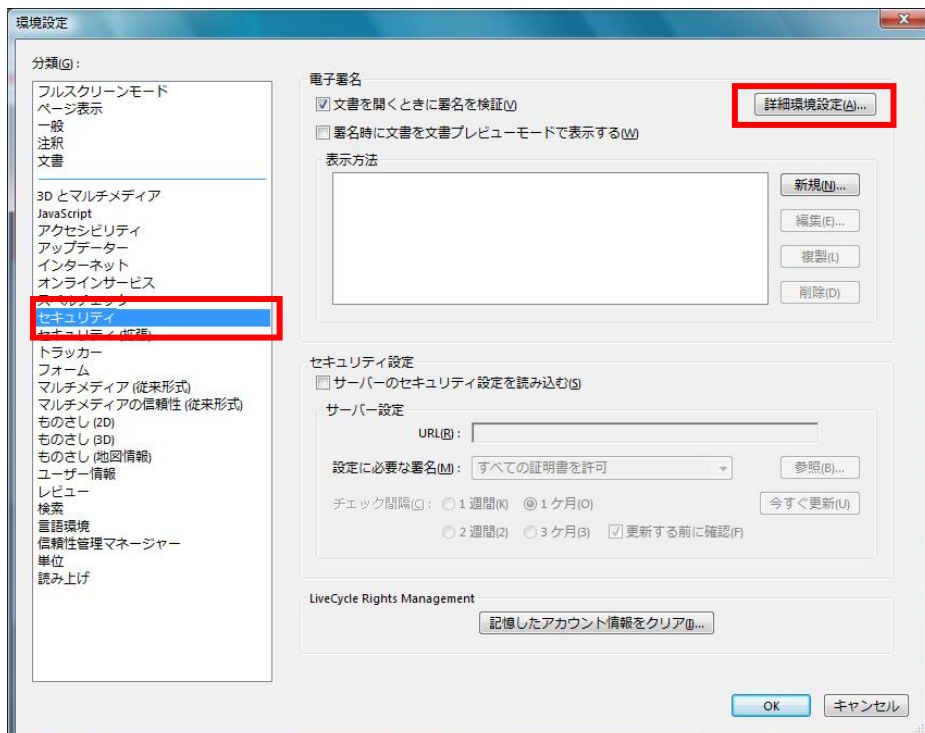 環境設定
分類(G):
フルスクリーンモード
ページ表示
一般
注釈
文書
3D とマルチメディア
JavaScript
アクセシビリティ
アップデーター
インターネット
オンラインサービス
スペルチェック
セキュリティ
セキュリティ (拡張)
トラッカー
フォーム
マルチメディア (従来形式)
マルチメディアの信頼性 (従来形式)
ものさし (2D)
ものさし (3D)
ものさし (地図情報)
ユーザー情報
レビュー
検索
言語環境
信頼性管理マネージャー
単位
読み上げ
電子署名
文書を開くときに署名を検証(V)
詳細環境設定(A)...
署名時に文書を文書プレビューモードで表示する(W)
表示方法
新規(N)...
編集(E)...
複製(L)
削除(D)
セキュリティ設定
サーバーのセキュリティ設定を読み込む(S)
サーバー設定
URL(R):
設定に必要な署名(M): すべての証明書を許可 参照(B)...
チェック間隔(C): 1 週間(K) 1 ケ月(O) 今すぐ更新(U)
2 週間(2) 3 ケ月(3) 更新する前に確認(F)
LiveCycle Rights Management
記憶したアカウント情報をクリア(I)...
OK キャンセル